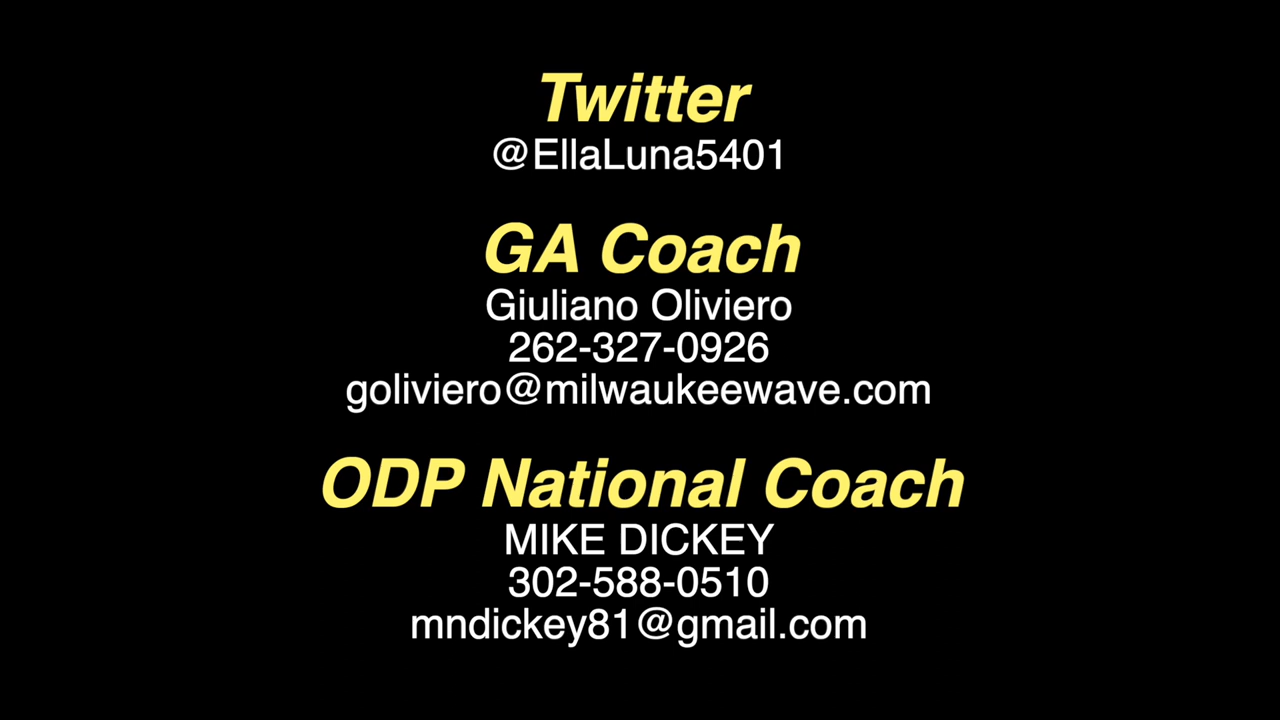 Twitter
@EllaLuna5401
GA Coach
Giuliano Oliviero
262-327-0926
goliviero@milwaukeewave.com
ODP National Coach
MIKE DICKEY
302-588-0510
mndickey81@gmail.com